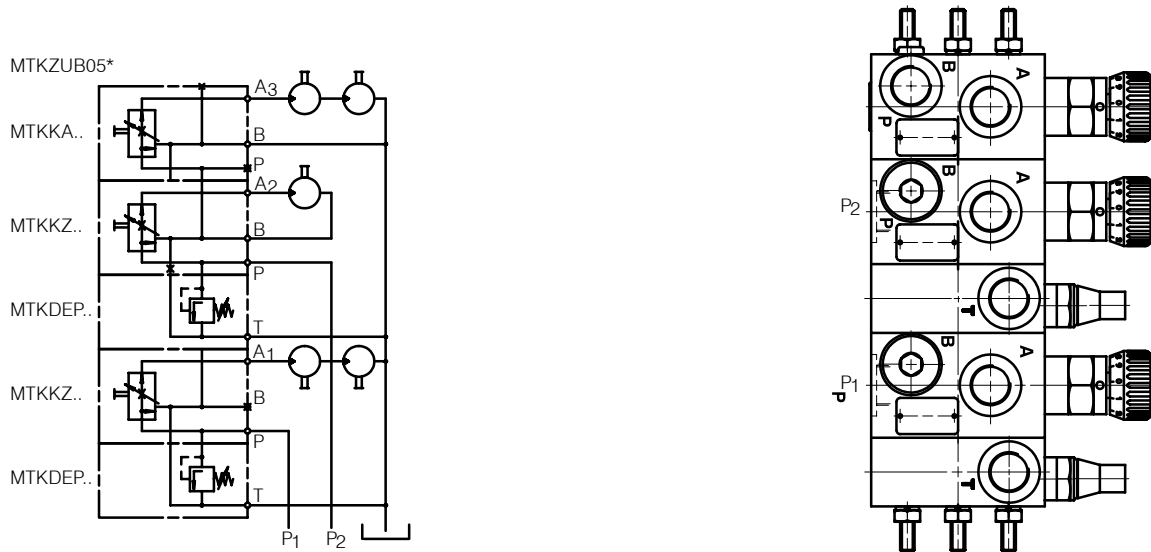 MTKZUB05*
A3
MTKKA..
B
P
A2
MTKKZ..
B
P
MTKDEP..
T
A1
MTKKZ..
B
P
MTKDEP..
T
P1 P2
B A
P
P2
B A
P
T
P1
P
B A
T